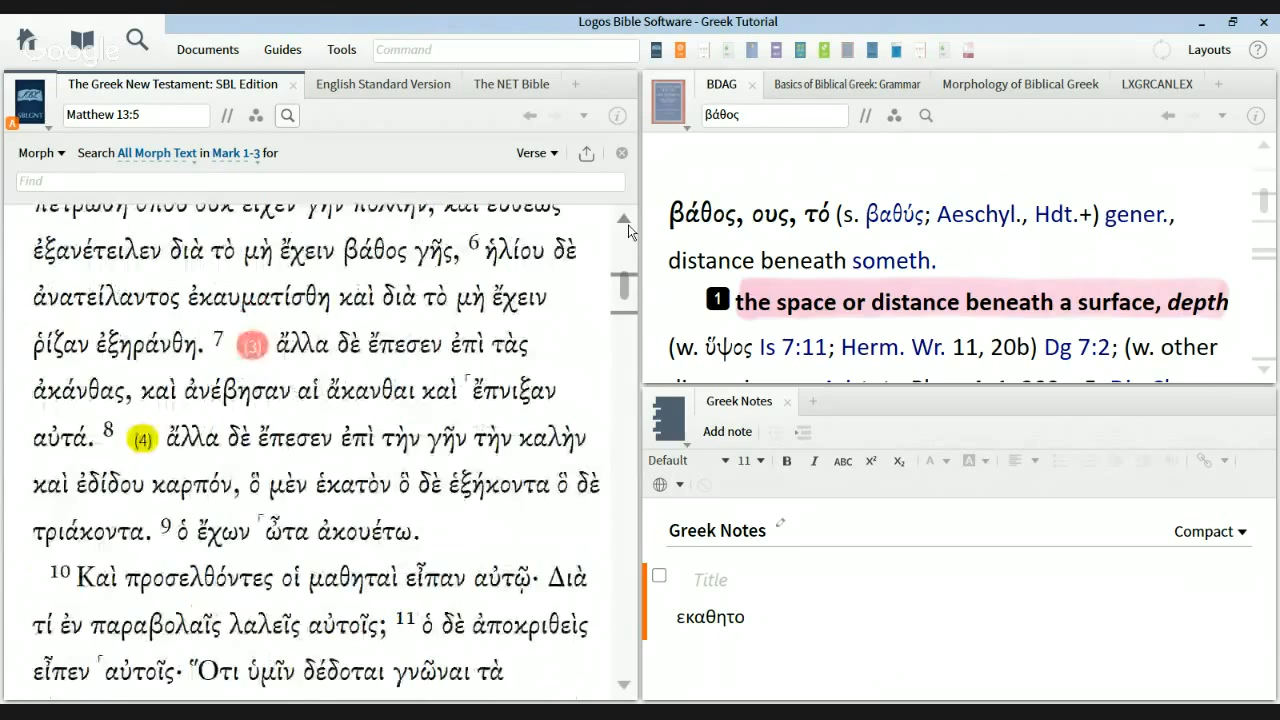 Logos Bible Software - Greek Tutorial
Google
Documents Guides Tools Command Layouts
The Greek New Testament: SBL Edition English Standard Version The NET Bible
SBLGNT
A
Matthew 13:5
Morph Search All Morph Text in Mark 1-3 for Verse
Find
ἐξανέτειλεν διὰ τὸ μὴ ἔχειν βάθος γῆς, 6 ἡλίου δὲ
ἀνατείλαντος ἐκαυματίσθη καὶ διὰ τὸ μὴ ἔχειν
ῥίζαν ἐξηράνθη. 7 (3) ἄλλα δὲ ἔπεσεν ἐπὶ τὰς
ἀκάνθας, καὶ ἀνέβησαν αἱ ἄκανθαι καὶ ⸀ἔπνιξαν
αὐτά. 8 (4) ἄλλα δὲ ἔπεσεν ἐπὶ τὴν γῆν τὴν καλὴν
καὶ ἐδίδου καρπόν, ὃ μὲν ἑκατὸν ὃ δὲ ἑξήκοντα ὃ δὲ
τριάκοντα. 9 ὁ ἔχων ⸀ὦτα ἀκουέτω.
10 Καὶ προσελθόντες οἱ μαθηταὶ εἶπαν αὐτῷ· Διὰ
τί ἐν παραβολαῖς λαλεῖς αὐτοῖς; 11 ὁ δὲ ἀποκριθεὶς
εἶπεν ⸀αὐτοῖς· Ὅτι ὑμῖν δέδοται γνῶναι τὰ
BDAG Basics of Biblical Greek: Grammar Morphology of Biblical Greek LXGRCANLEX
βάθος
βάθος, ους, τό (s. βαθύς; Aeschyl., Hdt.+) gener.,
distance beneath someth.
1 the space or distance beneath a surface, depth
(w. ὕψος Is 7:11; Herm. Wr. 11, 20b) Dg 7:2; (w. other
Greek Notes
Add note
Default 11 B I ABC X² X₂ A A
Greek Notes Compact
Title
εκαθητο